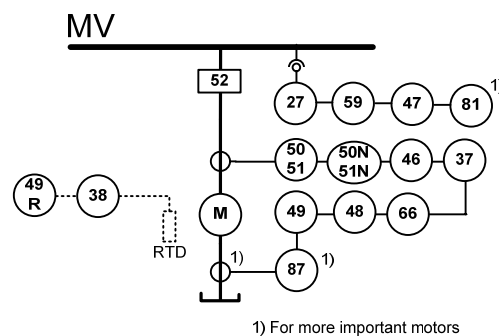 MV
52
27 59 47 81 1)
50 51
50N 51N
46 37
49 R
38
RTD
M
49 48 66
1)
87 1)
1) For more important motors